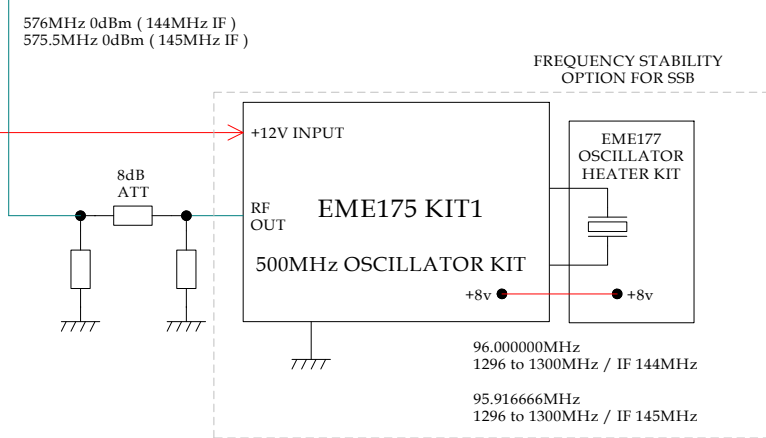 576MHz 0dBm ( 144MHz IF )
575.5MHz 0dBm ( 145MHz IF )
FREQUENCY STABILITY
OPTION FOR SSB
+12V INPUT
8dB
ATT
RF
OUT
EME175 KIT1
500MHz OSCILLATOR KIT
EME177
OSCILLATOR
HEATER KIT
+8v
+8v
96.000000MHz
1296 to 1300MHz / IF 144MHz
95.916666MHz
1296 to 1300MHz / IF 145MHz